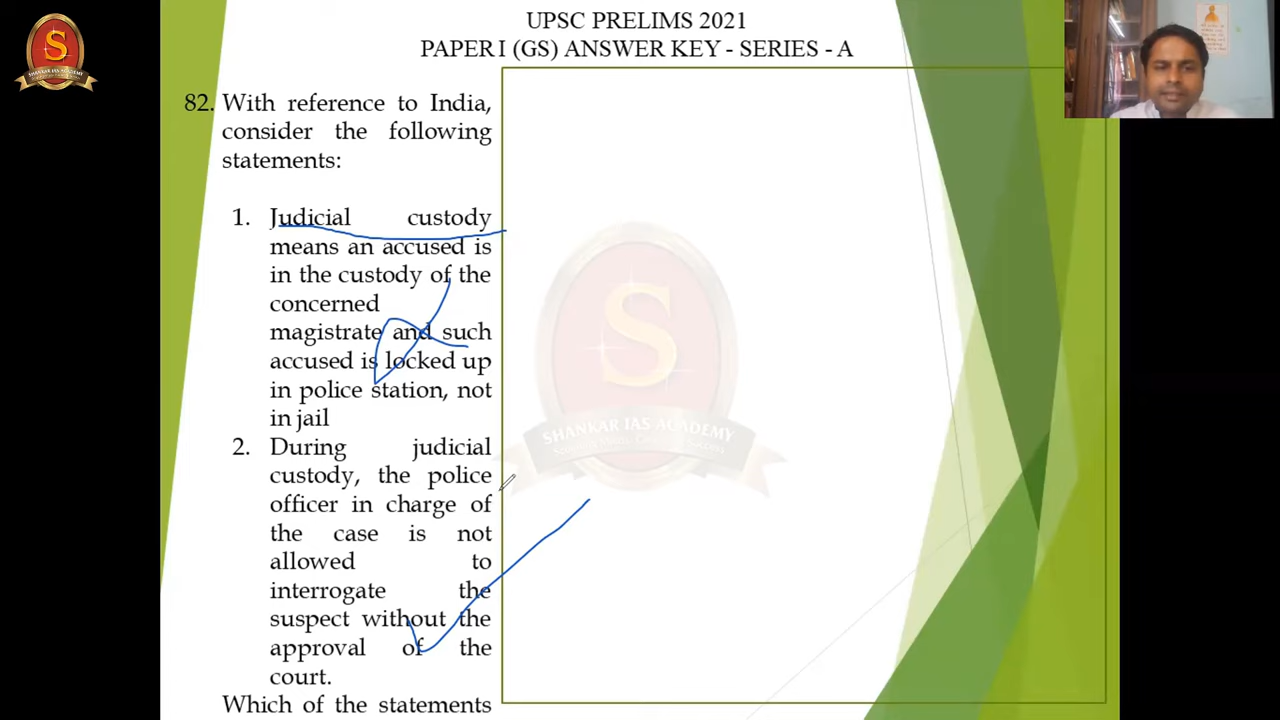 UPSC PRELIMS 2021
PAPER I (GS) ANSWER KEY - SERIES - A
S
SHANKAR IAS ACADEMY
82. With reference to India,
consider the following
statements:
1. Judicial custody
means an accused is
in the custody of the
concerned
magistrate and such
accused is locked up
in police station, not
in jail
2. During judicial
custody, the police
officer in charge of
the case is not
allowed to
interrogate the
suspect without the
approval of the
court.
Which of the statements
S
SHANKAR IAS ACADEMY